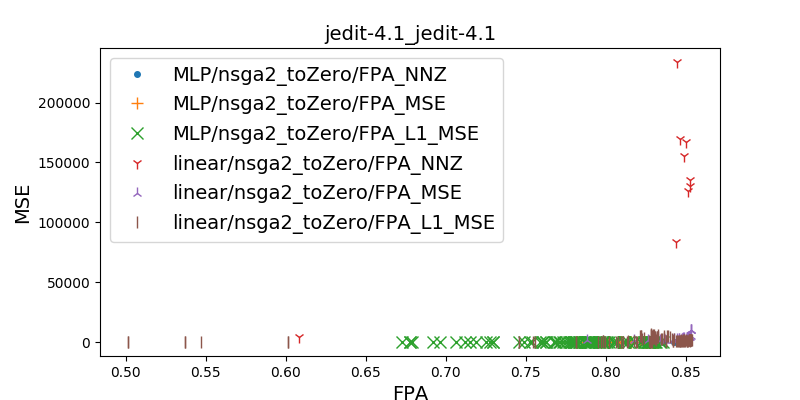 jedit-4.1_jedit-4.1
MLP/nsga2_toZero/FPA_NNZ
MLP/nsga2_toZero/FPA_MSE
MLP/nsga2_toZero/FPA_L1_MSE
linear/nsga2_toZero/FPA_NNZ
linear/nsga2_toZero/FPA_MSE
linear/nsga2_toZero/FPA_L1_MSE
MSE
200000
150000
100000
50000
0
0.50 0.55 0.60 0.65 0.70 0.75 0.80 0.85
FPA